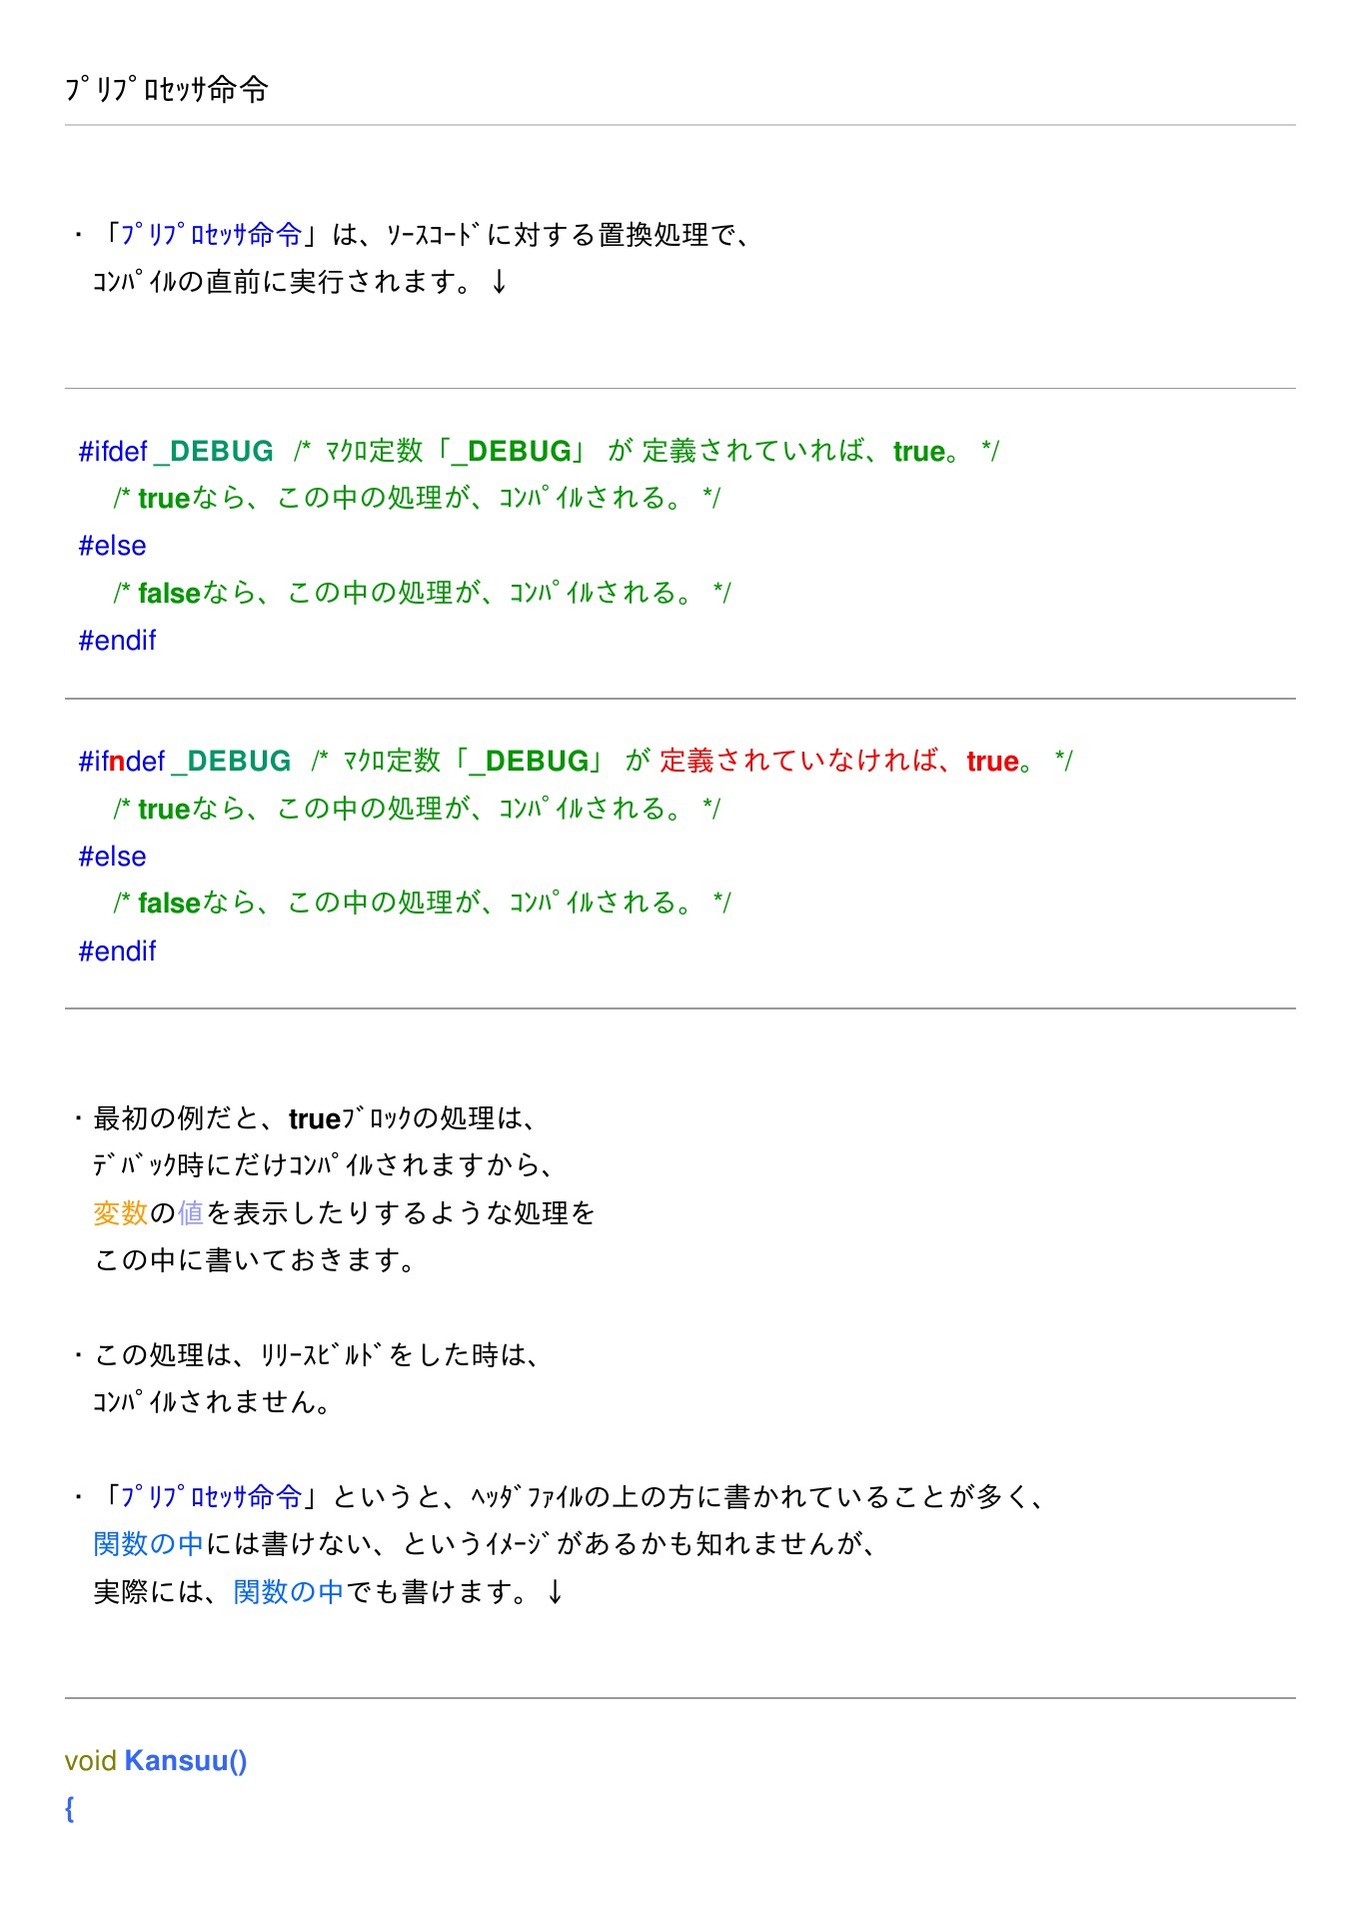 ﾌﾟﾘﾌﾟﾛｾｯｻ命令
・「ﾌﾟﾘﾌﾟﾛｾｯｻ命令」は、ｿｰｽｺｰﾄﾞに対する置換処理で、
ｺﾝﾊﾟｲﾙの直前に実行されます。↓
#ifdef _DEBUG /* ﾏｸﾛ定数「_DEBUG」 が 定義されていれば、true。 */
/* trueなら、この中の処理が、ｺﾝﾊﾟｲﾙされる。 */
#else
/* falseなら、この中の処理が、ｺﾝﾊﾟｲﾙされる。 */
#endif
#ifndef _DEBUG /* ﾏｸﾛ定数「_DEBUG」 が 定義されていなければ、true。 */
/* trueなら、この中の処理が、ｺﾝﾊﾟｲﾙされる。 */
#else
/* falseなら、この中の処理が、ｺﾝﾊﾟｲﾙされる。 */
#endif
・最初の例だと、trueﾌﾞﾛｯｸの処理は、
ﾃﾞﾊﾞｯｸ時にだけｺﾝﾊﾟｲﾙされますから、
変数の値を表示したりするような処理を
この中に書いておきます。
・この処理は、ﾘﾘｰｽﾋﾞﾙﾄﾞをした時は、
ｺﾝﾊﾟｲﾙされません。
・「ﾌﾟﾘﾌﾟﾛｾｯｻ命令」というと、ﾍｯﾀﾞﾌｧｲﾙの上の方に書かれていることが多く、
関数の中には書けない、というｲﾒｰｼﾞがあるかも知れませんが、
実際には、関数の中でも書けます。↓
void Kansuu()
{